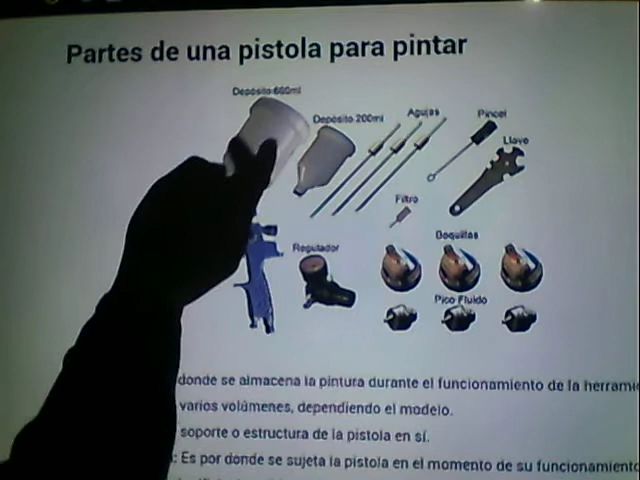 Partes de una pistola para pintar
Depósito 600ml
Depósito 200ml
Agujas
Pincel
Llave
Filtro
Regulador
Boquillas
Pico Fluido
donde se almacena la pintura durante el funcionamiento de la herramie
varios volúmenes, dependiendo el modelo.
soporte o estructura de la pistola en sí.
: Es por donde se sujeta la pistola en el momento de su funcionamiento